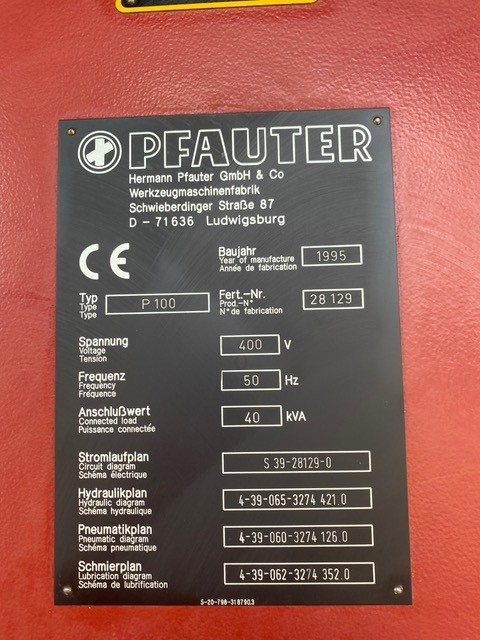 PFAUTER
Hermann Pfauter GmbH & Co
Werkzeugmaschinenfabrik
Schwieberdinger Straße 87
D - 71636 Ludwigsburg
CE
Baujahr
Year of manufacture
Année de fabrication
1995
Typ
Type
Type
P 100
Fert.-Nr.
Prod.-N°
N° de fabrication
28 129
Spannung
Voltage
Tension
400 V
Frequenz
Frequency
Fréquence
50 Hz
Anschlußwert
Connected load
Puissance connectée
40 kVA
Stromlaufplan
Circuit diagram
Schéma électrique
S 39-28129-0
Hydraulikplan
Hydraulic diagram
Schéma hydraulique
4-39-065-3274 421.0
Pneumatikplan
Pneumatic diagram
Schéma pneumatique
4-39-060-3274 126.0
Schmierplan
Lubrication diagram
Schéma de lubrification
4-39-062-3274 352.0
5-20-798-318790.3